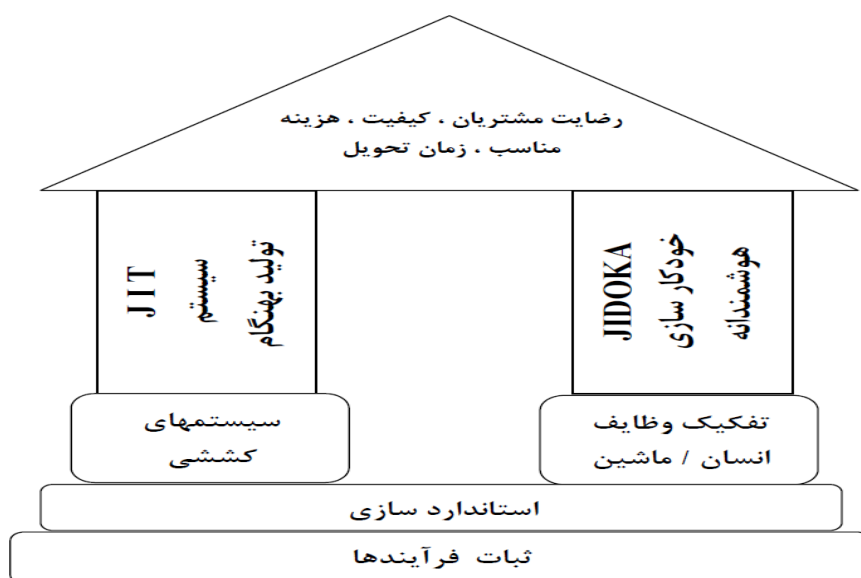 رضایت مشتریان ، کیفیت ، هزینه
مناسب ، زمان تحویل
JIDOKA
خودکار سازی
هوشمندانه
J I T
سیستم
تولید بهنگام
تفکیک وظایف
انسان / ماشین
سیستمهای
کششی
استاندارد سازی
ثبات فرآیندها